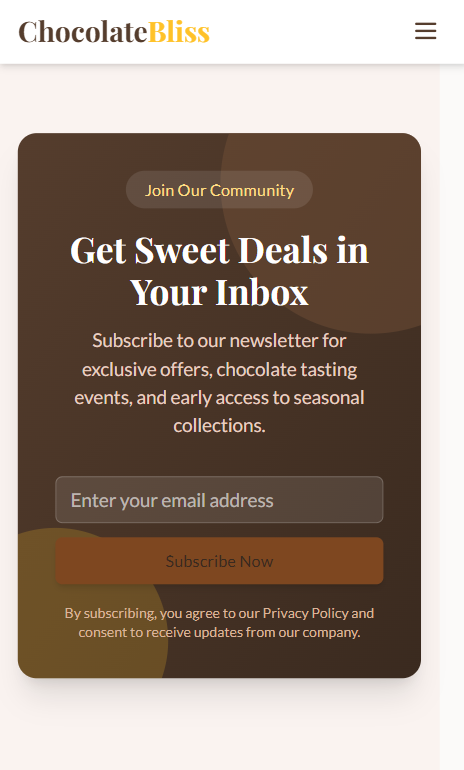 ChocolateBliss
Join Our Community
Get Sweet Deals in
Your Inbox
Subscribe to our newsletter for
exclusive offers, chocolate tasting
events, and early access to seasonal
collections.
Enter your email address
Subscribe Now
By subscribing, you agree to our Privacy Policy and
consent to receive updates from our company.